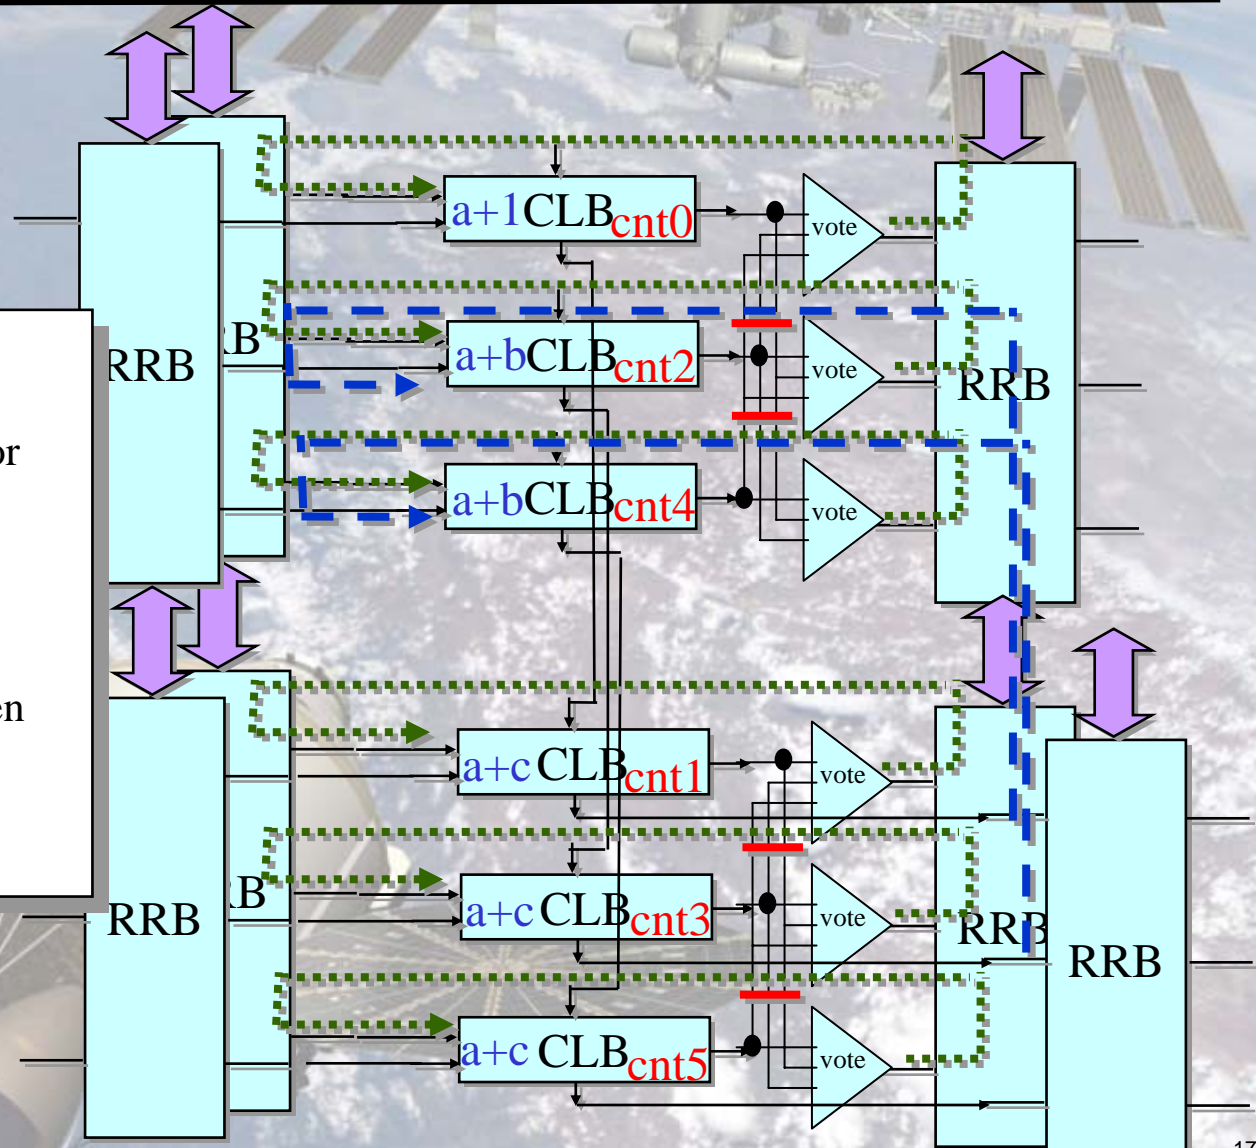 a+1CLBcnt0
vote
RB
a+bCLBcnt2
vote
RRB
RRB
or
a+bCLBcnt4
vote
en
a+c CLBcnt1
vote
B
a+c CLBcnt3
vote
RRB
RRB
RRB
a+c CLBcnt5
vote
17